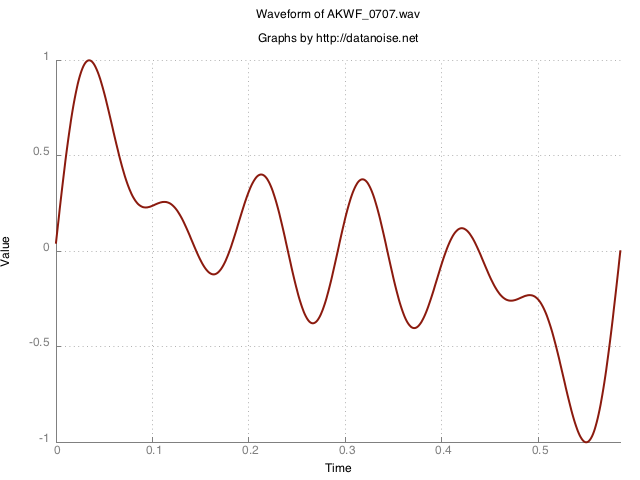 Waveform of AKWF_0707.wav
Graphs by http://datanoise.net
1
0.5
0
-0.5
-1
Value
0 0.1 0.2 0.3 0.4 0.5
Time